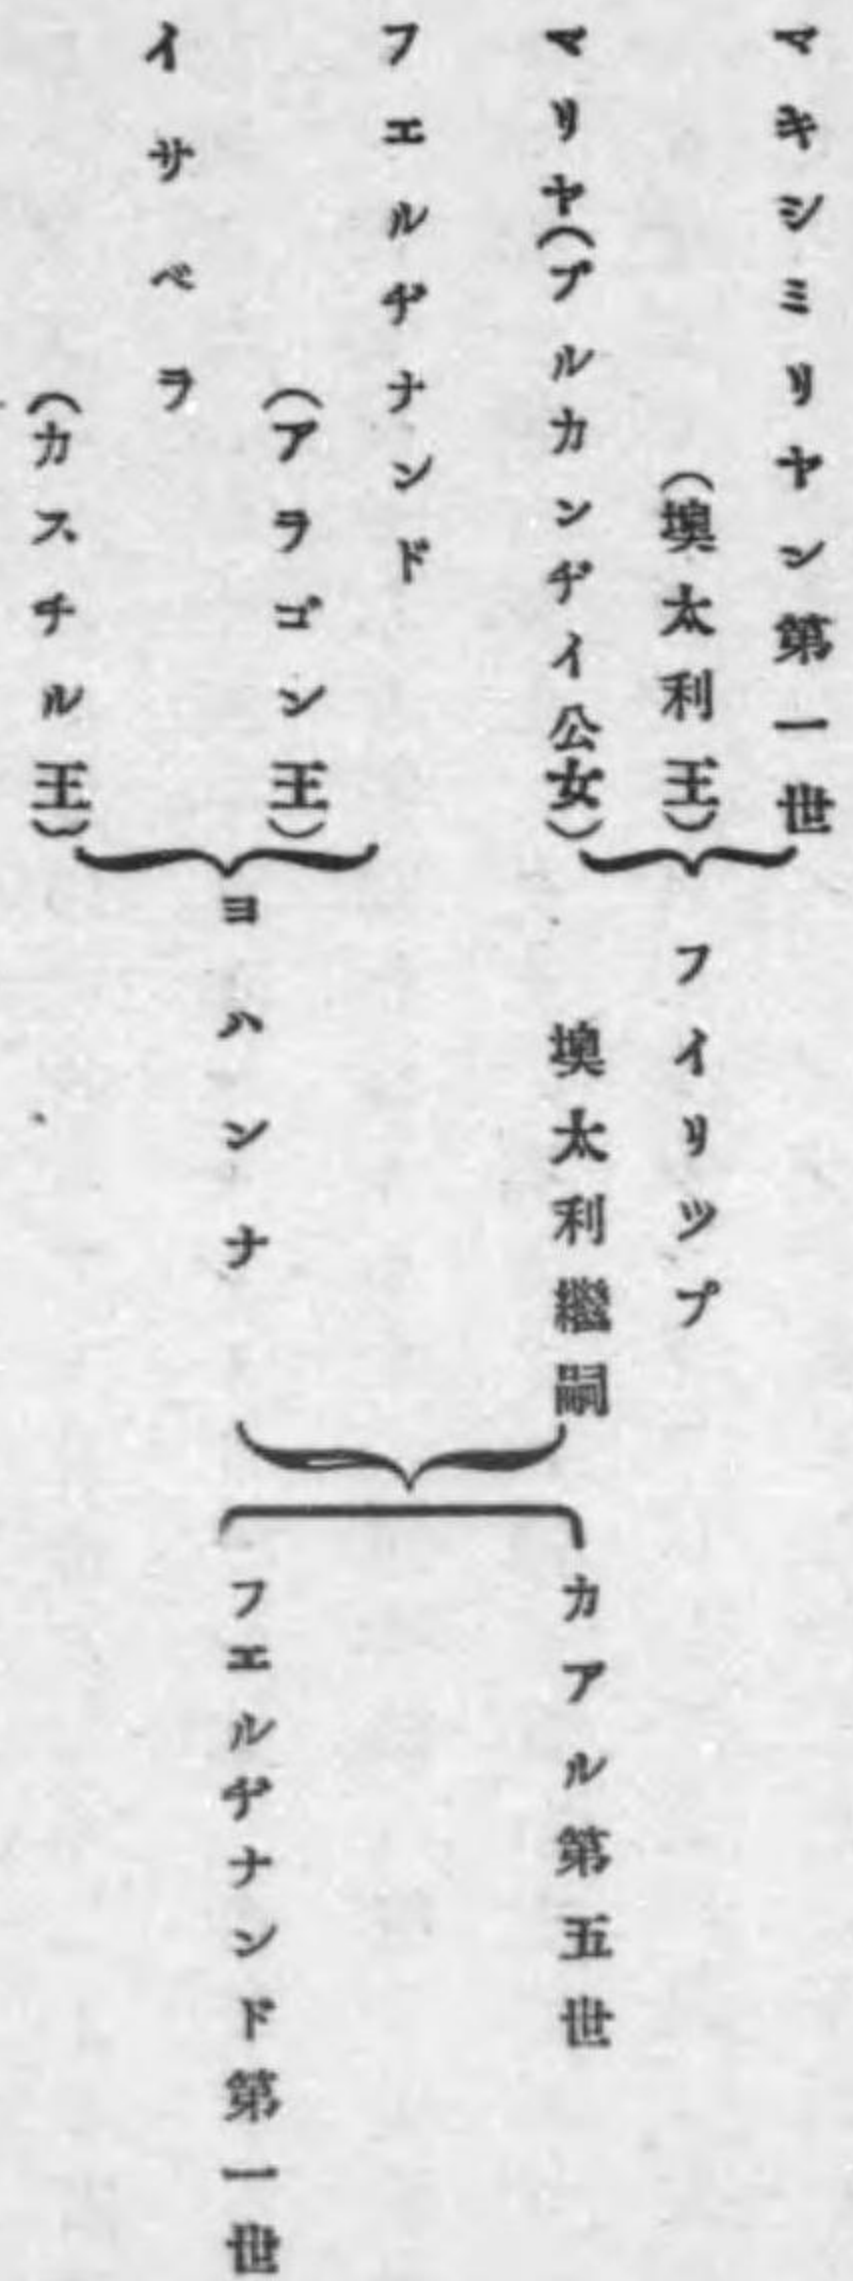 マキシミリヤン第一世
（墺太利王）
マリヤ（ブルカンヂイ公女）
フエルヂナンド
（アラゴン王）
イサベラ
（カスチル王）
フイリツプ
墺太利繼嗣
ヨハンナ
カアル第五世
フエルヂナンド第一世